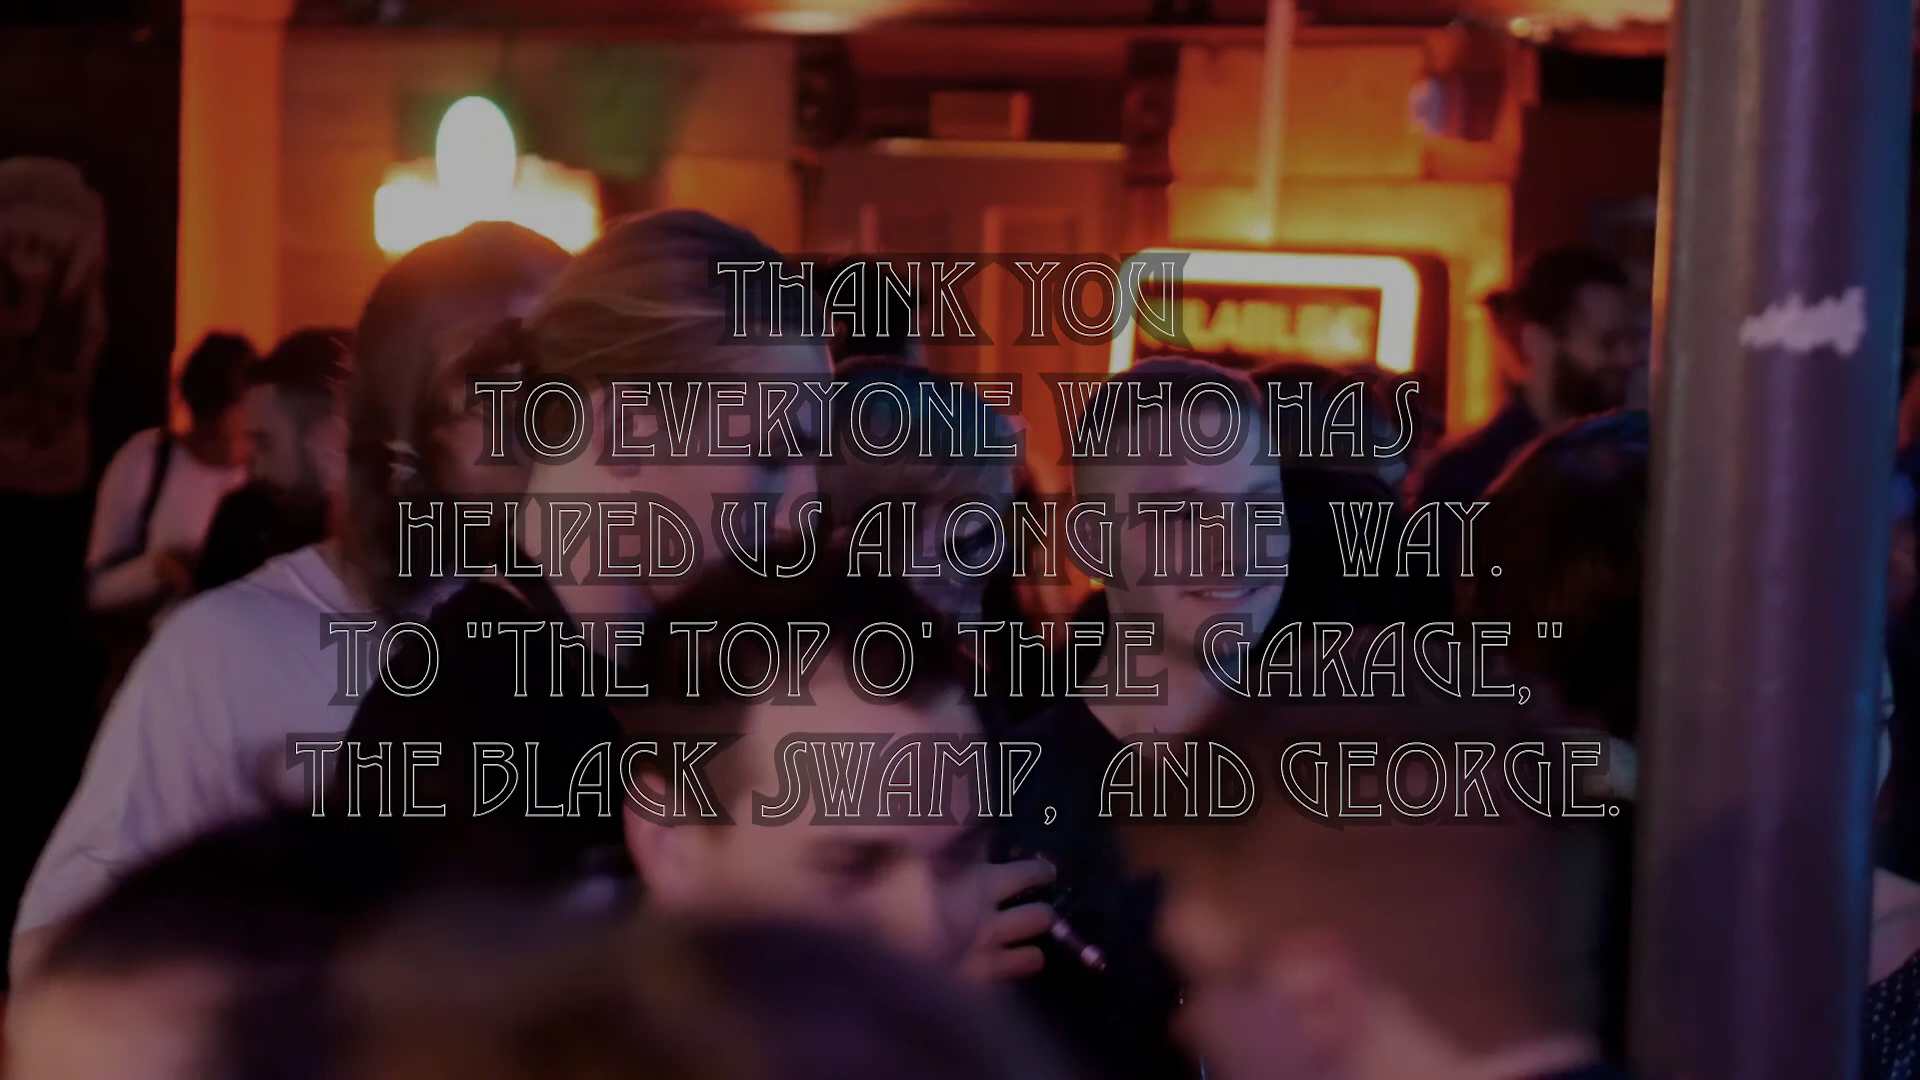 THANK YOU
TO EVERYONE WHO HAS
HELPED US ALONG THE WAY.
TO "THE TOP O' THEE GARAGE,"
THE BLACK SWAMP, AND GEORGE.